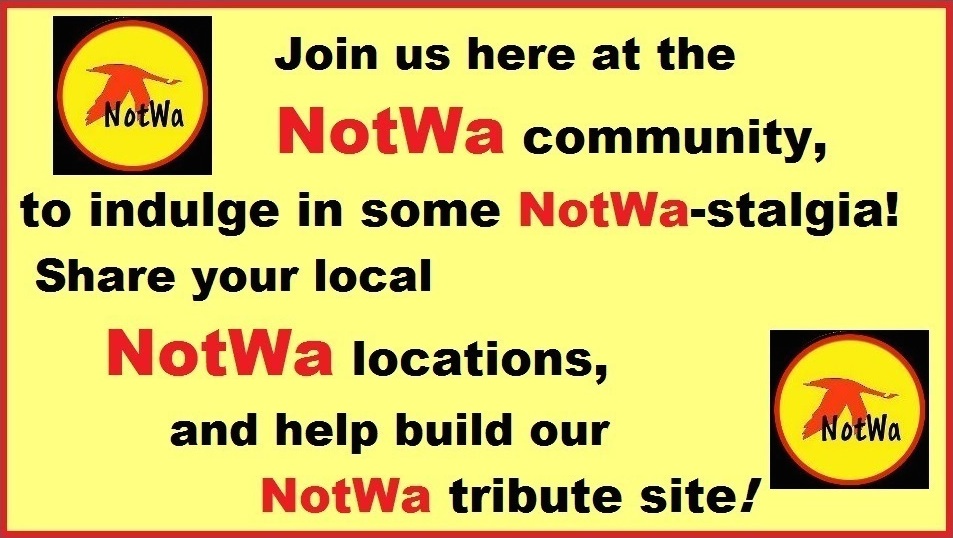 NotWa
Join us here at the
NotWa community,
to indulge in some NotWa-stalgia!
Share your local
NotWa locations,
and help build our
NotWa tribute site!
NotWa